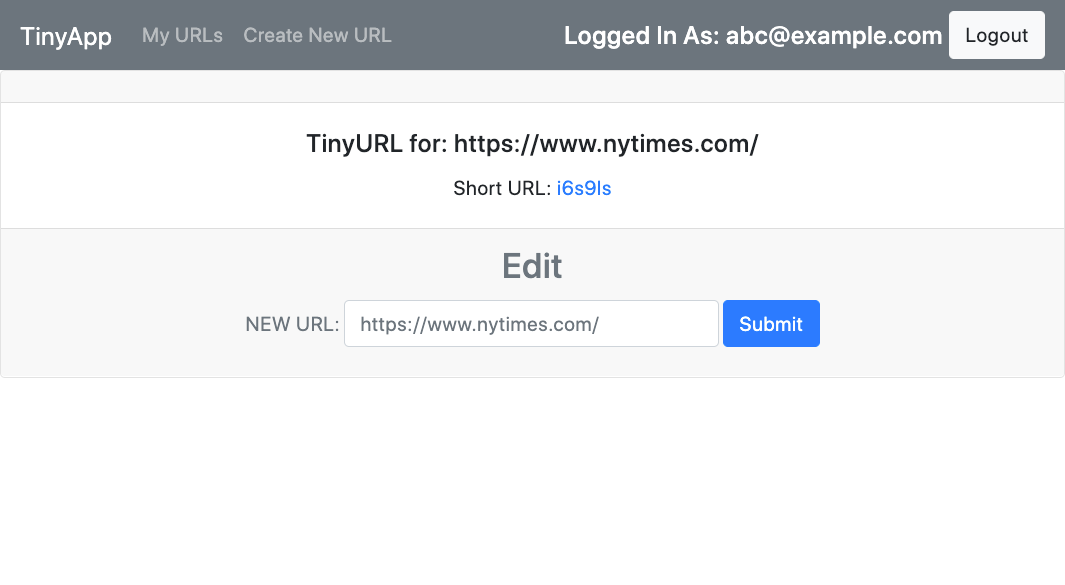 TinyApp My URLs Create New URL Logged In As: abc@example.com Logout
TinyURL for: https://www.nytimes.com/
Short URL: i6s9ls
Edit
NEW URL: https://www.nytimes.com/ Submit